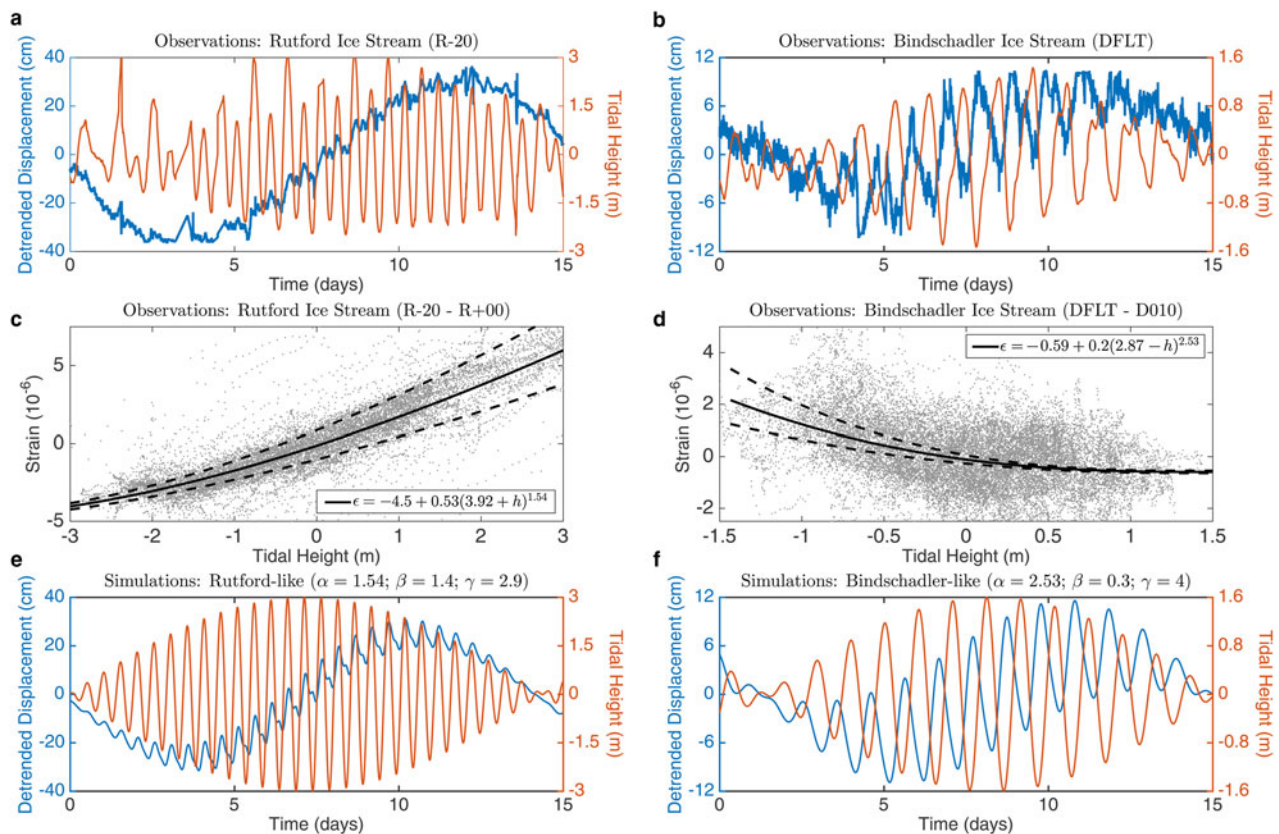 a
Observations: Rutford Ice Stream (R-20)
Detrended Displacement (cm)
40
20
0
-20
-40
3
1.5
0
-1.5
-3
Tidal Height (m)
0 5 10 15
Time (days)
b
Observations: Bindschadler Ice Stream (DFLT)
Detrended Displacement (cm)
12
6
0
-6
-12
1.6
0.8
0
-0.8
-1.6
Tidal Height (m)
0 5 10 15
Time (days)
c
Observations: Rutford Ice Stream (R-20 - R+00)
Strain (10⁻⁶)
5
0
-5
ϵ = −4.5 + 0.53(3.92 + h)^1.54
-3 -2 -1 0 1 2 3
Tidal Height (m)
d
Observations: Bindschadler Ice Stream (DFLT - D010)
Strain (10⁻⁶)
4
2
0
-2
ϵ = −0.59 + 0.2(2.87 − h)^2.53
-1.5 -1 -0.5 0 0.5 1 1.5
Tidal Height (m)
e
Simulations: Rutford-like (α = 1.54; β = 1.4; γ = 2.9)
Detrended Displacement (cm)
40
20
0
-20
-40
3
1.5
0
-1.5
-3
Tidal Height (m)
0 5 10 15
Time (days)
f
Simulations: Bindschadler-like (α = 2.53; β = 0.3; γ = 4)
Detrended Displacement (cm)
12
6
0
-6
-12
1.6
0.8
0
-0.8
-1.6
Tidal Height (m)
0 5 10 15
Time (days)